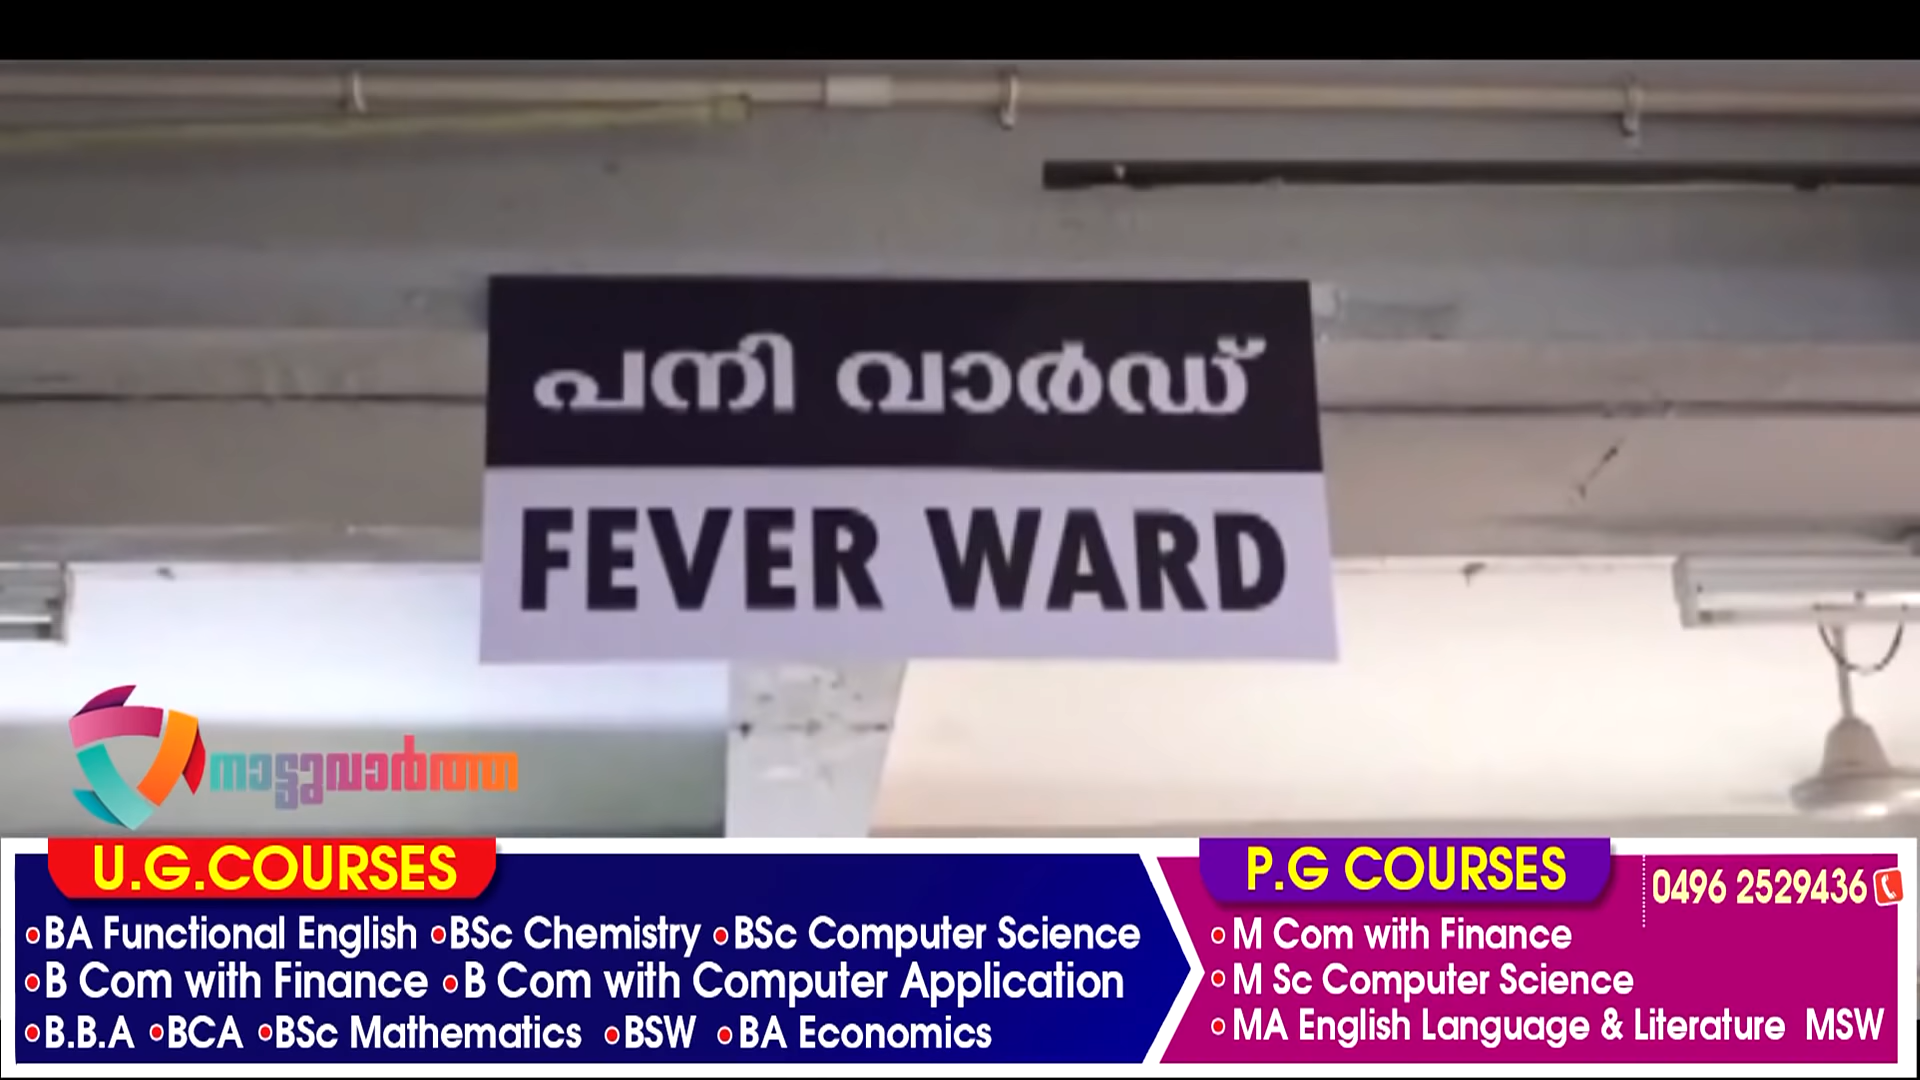 പനി വാർഡ്
FEVER WARD
നാട്ടുവാർത്ത
U.G.COURSES
•BA Functional English •BSc Chemistry •BSc Computer Science
•B Com with Finance •B Com with Computer Application
•B.B.A •BCA •BSc Mathematics •BSW •BA Economics
P.G COURSES
0496 2529436
•M Com with Finance
•M Sc Computer Science
•MA English Language & Literature MSW